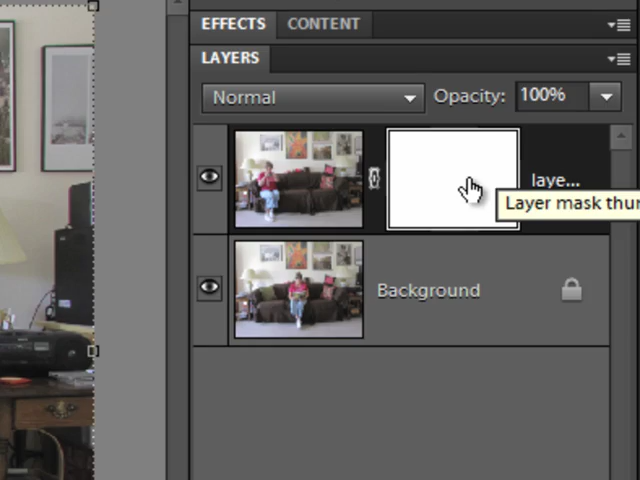 EFFECTS CONTENT
LAYERS
Normal Opacity: 100%
laye...
Layer mask thu
Background